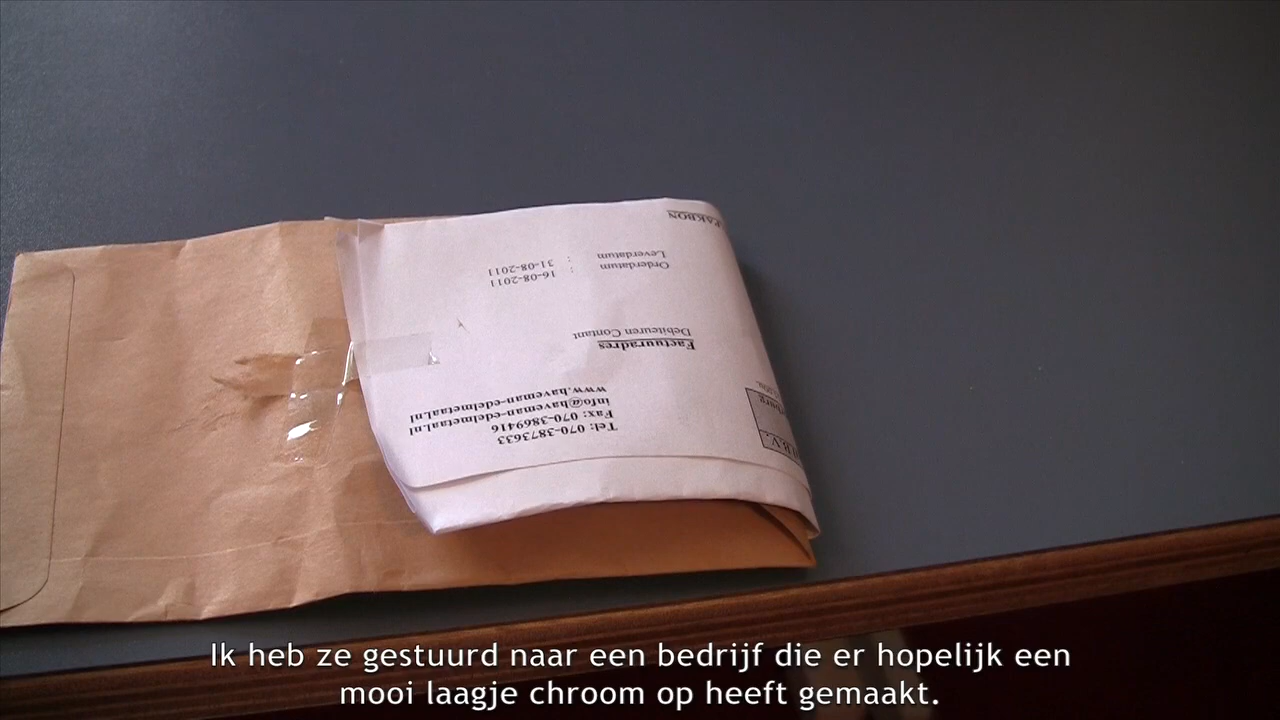 Tel: 070-3873633
Fax: 070-3869416
info@haveman-edelmetaal.nl
www.haveman-edelmetaal.nl
Factuuradres
Debiteuren Contant
Orderdatum : 16-08-2011
Leverdatum : 31-08-2011
Ik heb ze gestuurd naar een bedrijf die er hopelijk een
mooi laagje chroom op heeft gemaakt.